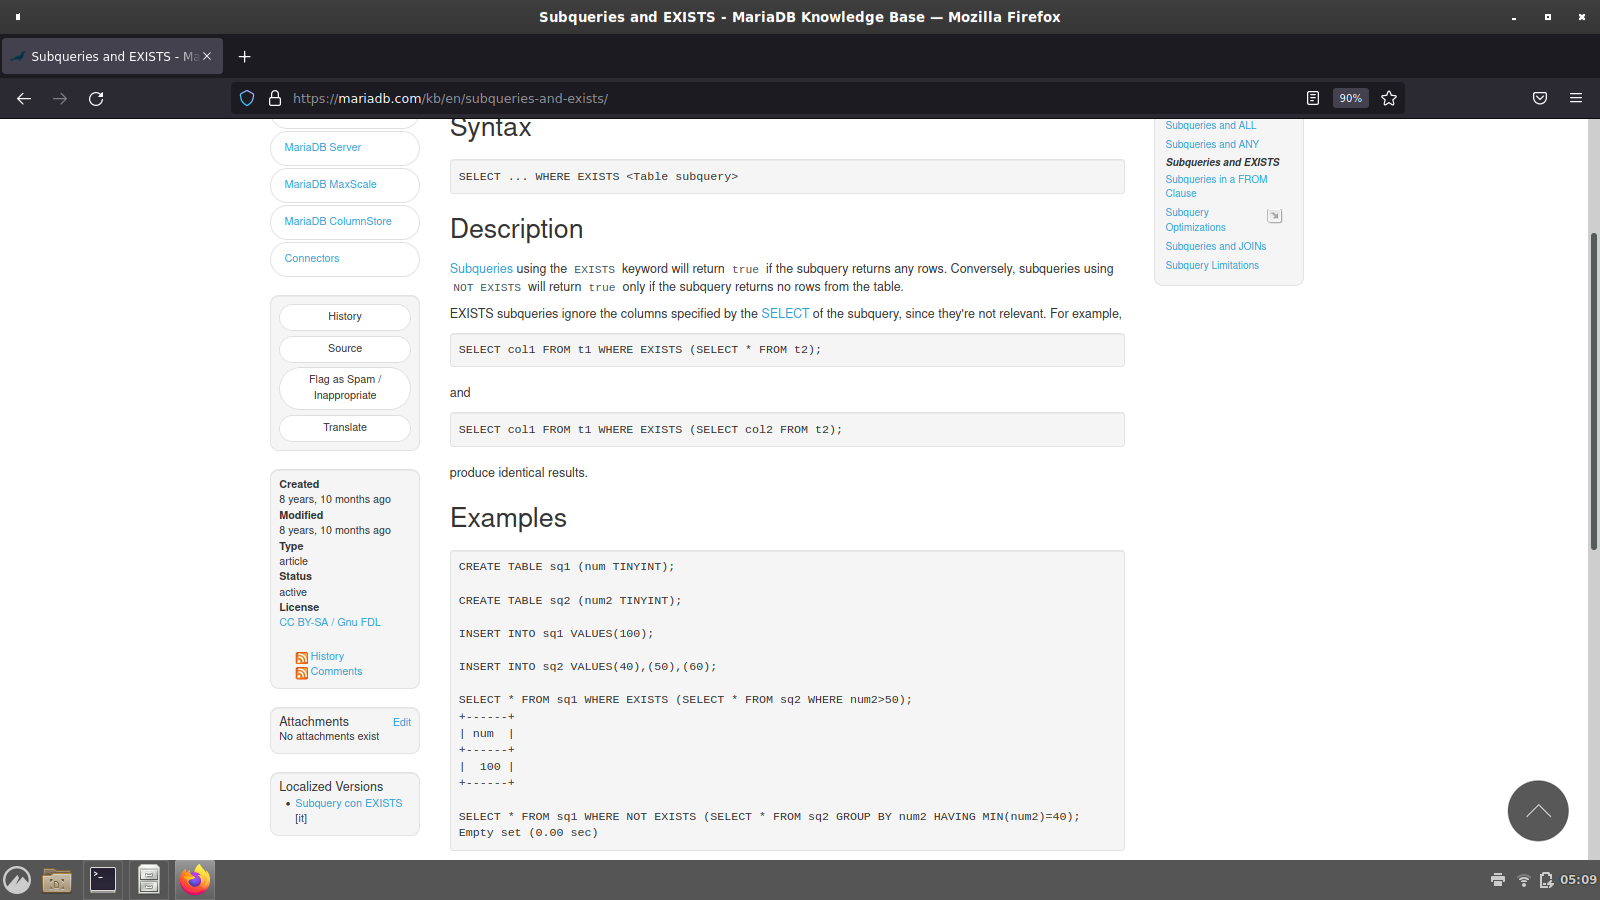 Subqueries and EXISTS - MariaDB Knowledge Base — Mozilla Firefox
Subqueries and EXISTS - Ma
https://mariadb.com/kb/en/subqueries-and-exists/
90%
MariaDB Server
MariaDB MaxScale
MariaDB ColumnStore
Connectors
History
Source
Flag as Spam /
Inappropriate
Translate
Created
8 years, 10 months ago
Modified
8 years, 10 months ago
Type
article
Status
active
License
CC BY-SA / Gnu FDL
History
Comments
Attachments Edit
No attachments exist
Localized Versions
• Subquery con EXISTS
[it]
Syntax
SELECT ... WHERE EXISTS <Table subquery>
Description
Subqueries using the EXISTS keyword will return true if the subquery returns any rows. Conversely, subqueries using
NOT EXISTS will return true only if the subquery returns no rows from the table.
EXISTS subqueries ignore the columns specified by the SELECT of the subquery, since they're not relevant. For example,
SELECT col1 FROM t1 WHERE EXISTS (SELECT * FROM t2);
and
SELECT col1 FROM t1 WHERE EXISTS (SELECT col2 FROM t2);
produce identical results.
Examples
CREATE TABLE sq1 (num TINYINT);
CREATE TABLE sq2 (num2 TINYINT);
INSERT INTO sq1 VALUES(100);
INSERT INTO sq2 VALUES(40),(50),(60);
SELECT * FROM sq1 WHERE EXISTS (SELECT * FROM sq2 WHERE num2>50);
+------+
| num  |
+------+
|  100 |
+------+
SELECT * FROM sq1 WHERE NOT EXISTS (SELECT * FROM sq2 GROUP BY num2 HAVING MIN(num2)=40);
Empty set (0.00 sec)
Subqueries and ALL
Subqueries and ANY
Subqueries and EXISTS
Subqueries in a FROM
Clause
Subquery
Optimizations
Subqueries and JOINs
Subquery Limitations
05:09